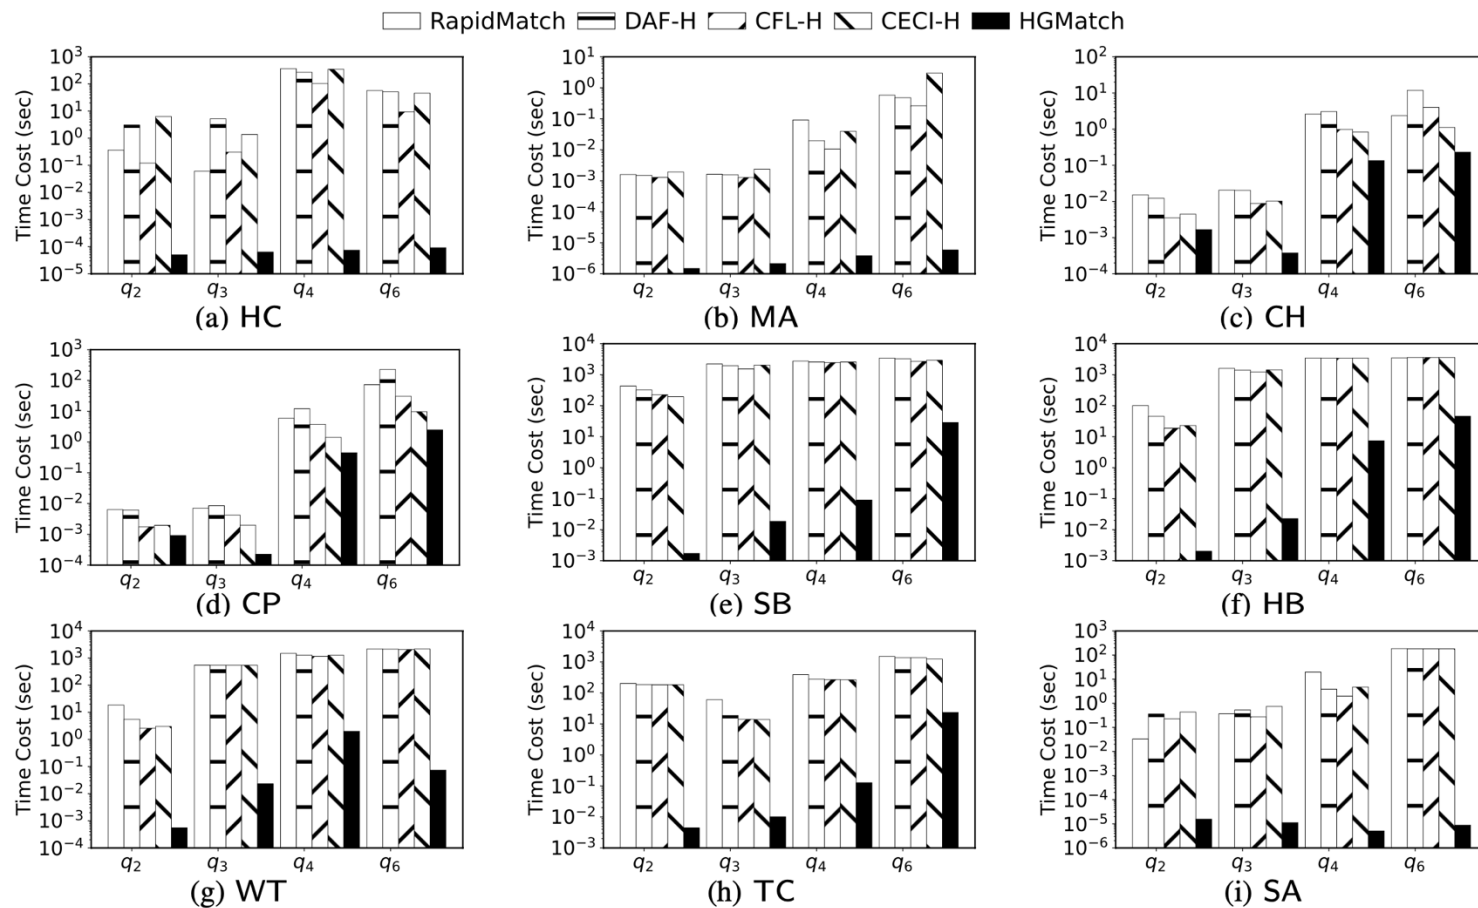 RapidMatch DAF-H CFL-H CECI-H HGMatch
Time Cost (sec)
10³
10²
10¹
10⁰
10⁻¹
10⁻²
10⁻³
10⁻⁴
10⁻⁵
q₂ q₃ q₄ q₆
(a) HC
Time Cost (sec)
10¹
10⁰
10⁻¹
10⁻²
10⁻³
10⁻⁴
10⁻⁵
10⁻⁶
q₂ q₃ q₄ q₆
(b) MA
Time Cost (sec)
10²
10¹
10⁰
10⁻¹
10⁻²
10⁻³
10⁻⁴
q₂ q₃ q₄ q₆
(c) CH
Time Cost (sec)
10³
10²
10¹
10⁰
10⁻¹
10⁻²
10⁻³
10⁻⁴
q₂ q₃ q₄ q₆
(d) CP
Time Cost (sec)
10⁴
10³
10²
10¹
10⁰
10⁻¹
10⁻²
10⁻³
q₂ q₃ q₄ q₆
(e) SB
Time Cost (sec)
10⁴
10³
10²
10¹
10⁰
10⁻¹
10⁻²
10⁻³
q₂ q₃ q₄ q₆
(f) HB
Time Cost (sec)
10⁴
10³
10²
10¹
10⁰
10⁻¹
10⁻²
10⁻³
10⁻⁴
q₂ q₃ q₄ q₆
(g) WT
Time Cost (sec)
10⁴
10³
10²
10¹
10⁰
10⁻¹
10⁻²
10⁻³
q₂ q₃ q₄ q₆
(h) TC
Time Cost (sec)
10³
10²
10¹
10⁰
10⁻¹
10⁻²
10⁻³
10⁻⁴
10⁻⁵
10⁻⁶
q₂ q₃ q₄ q₆
(i) SA